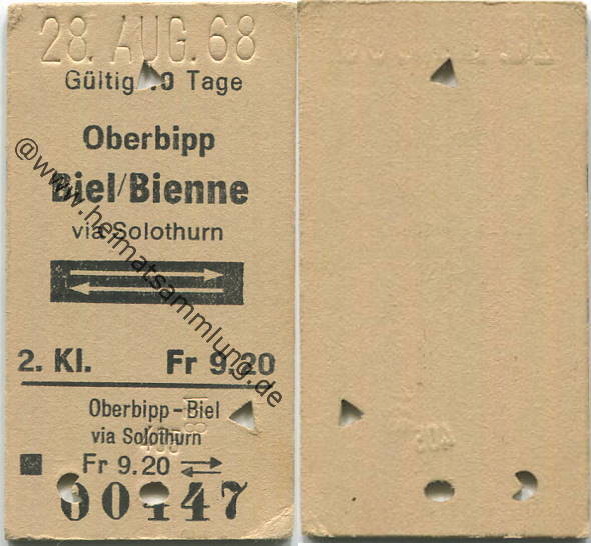 28. AUG. 68
Gültig 10 Tage
Oberbipp
Biel/Bienne
via Solothurn
2. Kl. Fr 9.20
Oberbipp - Biel
via Solothurn
Fr 9.20
00447
@www.heimatsammlung.de